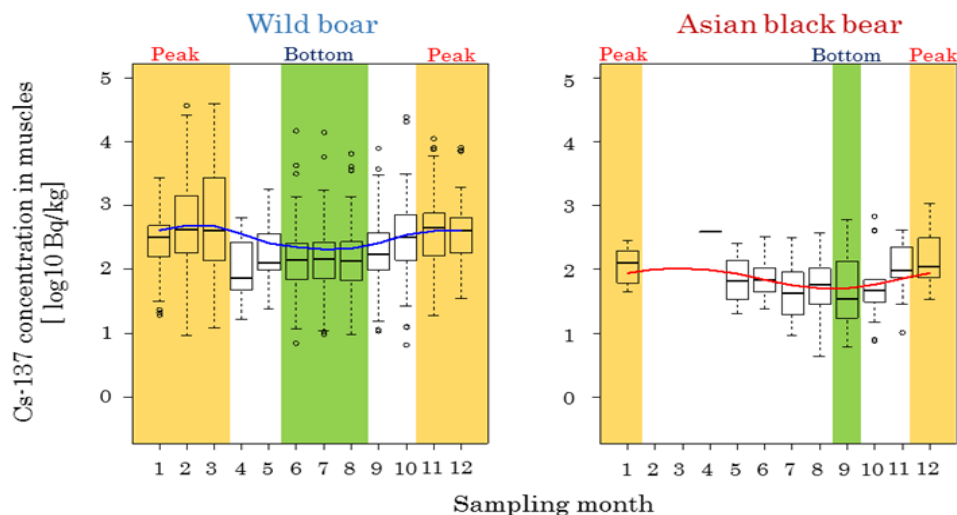 Wild boar
Asian black bear
Peak
Bottom
Peak
Peak
Bottom
Peak
Cs-137 concentration in muscles
[ log10 Bq/kg]
5
4
3
2
1
0
5
4
3
2
1
0
1 2 3 4 5 6 7 8 9 10 11 12
1 2 3 4 5 6 7 8 9 10 11 12
Sampling month